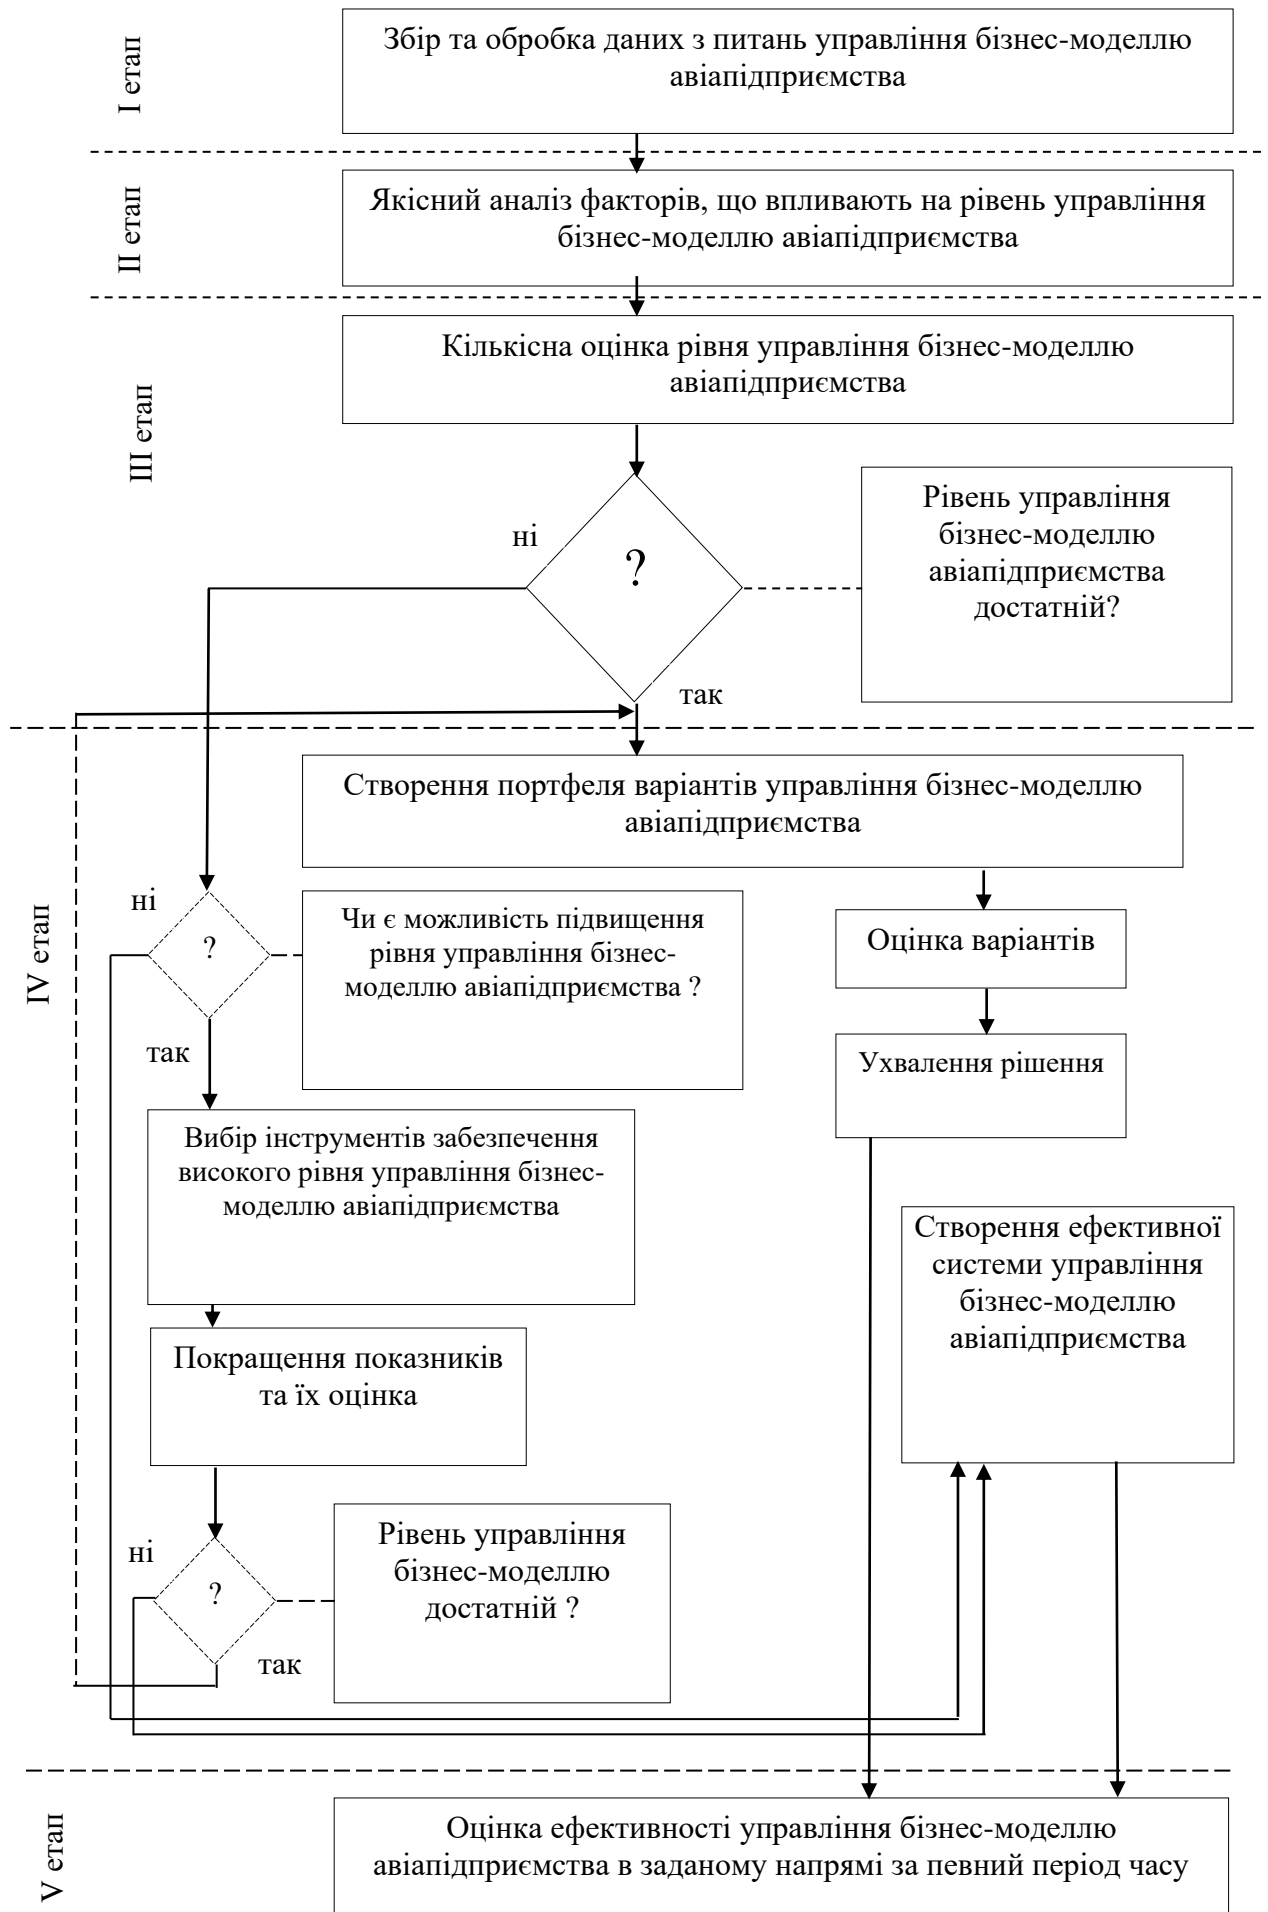 І етап
Збір та обробка даних з питань управління бізнес-моделлю
авіапідприємства
ІІ етап
Якісний аналіз факторів, що впливають на рівень управління
бізнес-моделлю авіапідприємства
ІІІ етап
Кількісна оцінка рівня управління бізнес-моделлю
авіапідприємства
ні
?
Рівень управління
бізнес-моделлю
авіапідприємства
достатній?
так
IV етап
Створення портфеля варіантів управління бізнес-моделлю
авіапідприємства
ні
?
Чи є можливість підвищення
рівня управління бізнес-
моделлю авіапідприємства ?
так
Оцінка варіантів
Ухвалення рішення
Вибір інструментів забезпечення
високого рівня управління бізнес-
моделлю авіапідприємства
Створення ефективної
системи управління
бізнес-моделлю
авіапідприємства
Покращення показників
та їх оцінка
ні
?
Рівень управління
бізнес-моделлю
достатній ?
так
V етап
Оцінка ефективності управління бізнес-моделлю
авіапідприємства в заданому напрямі за певний період часу